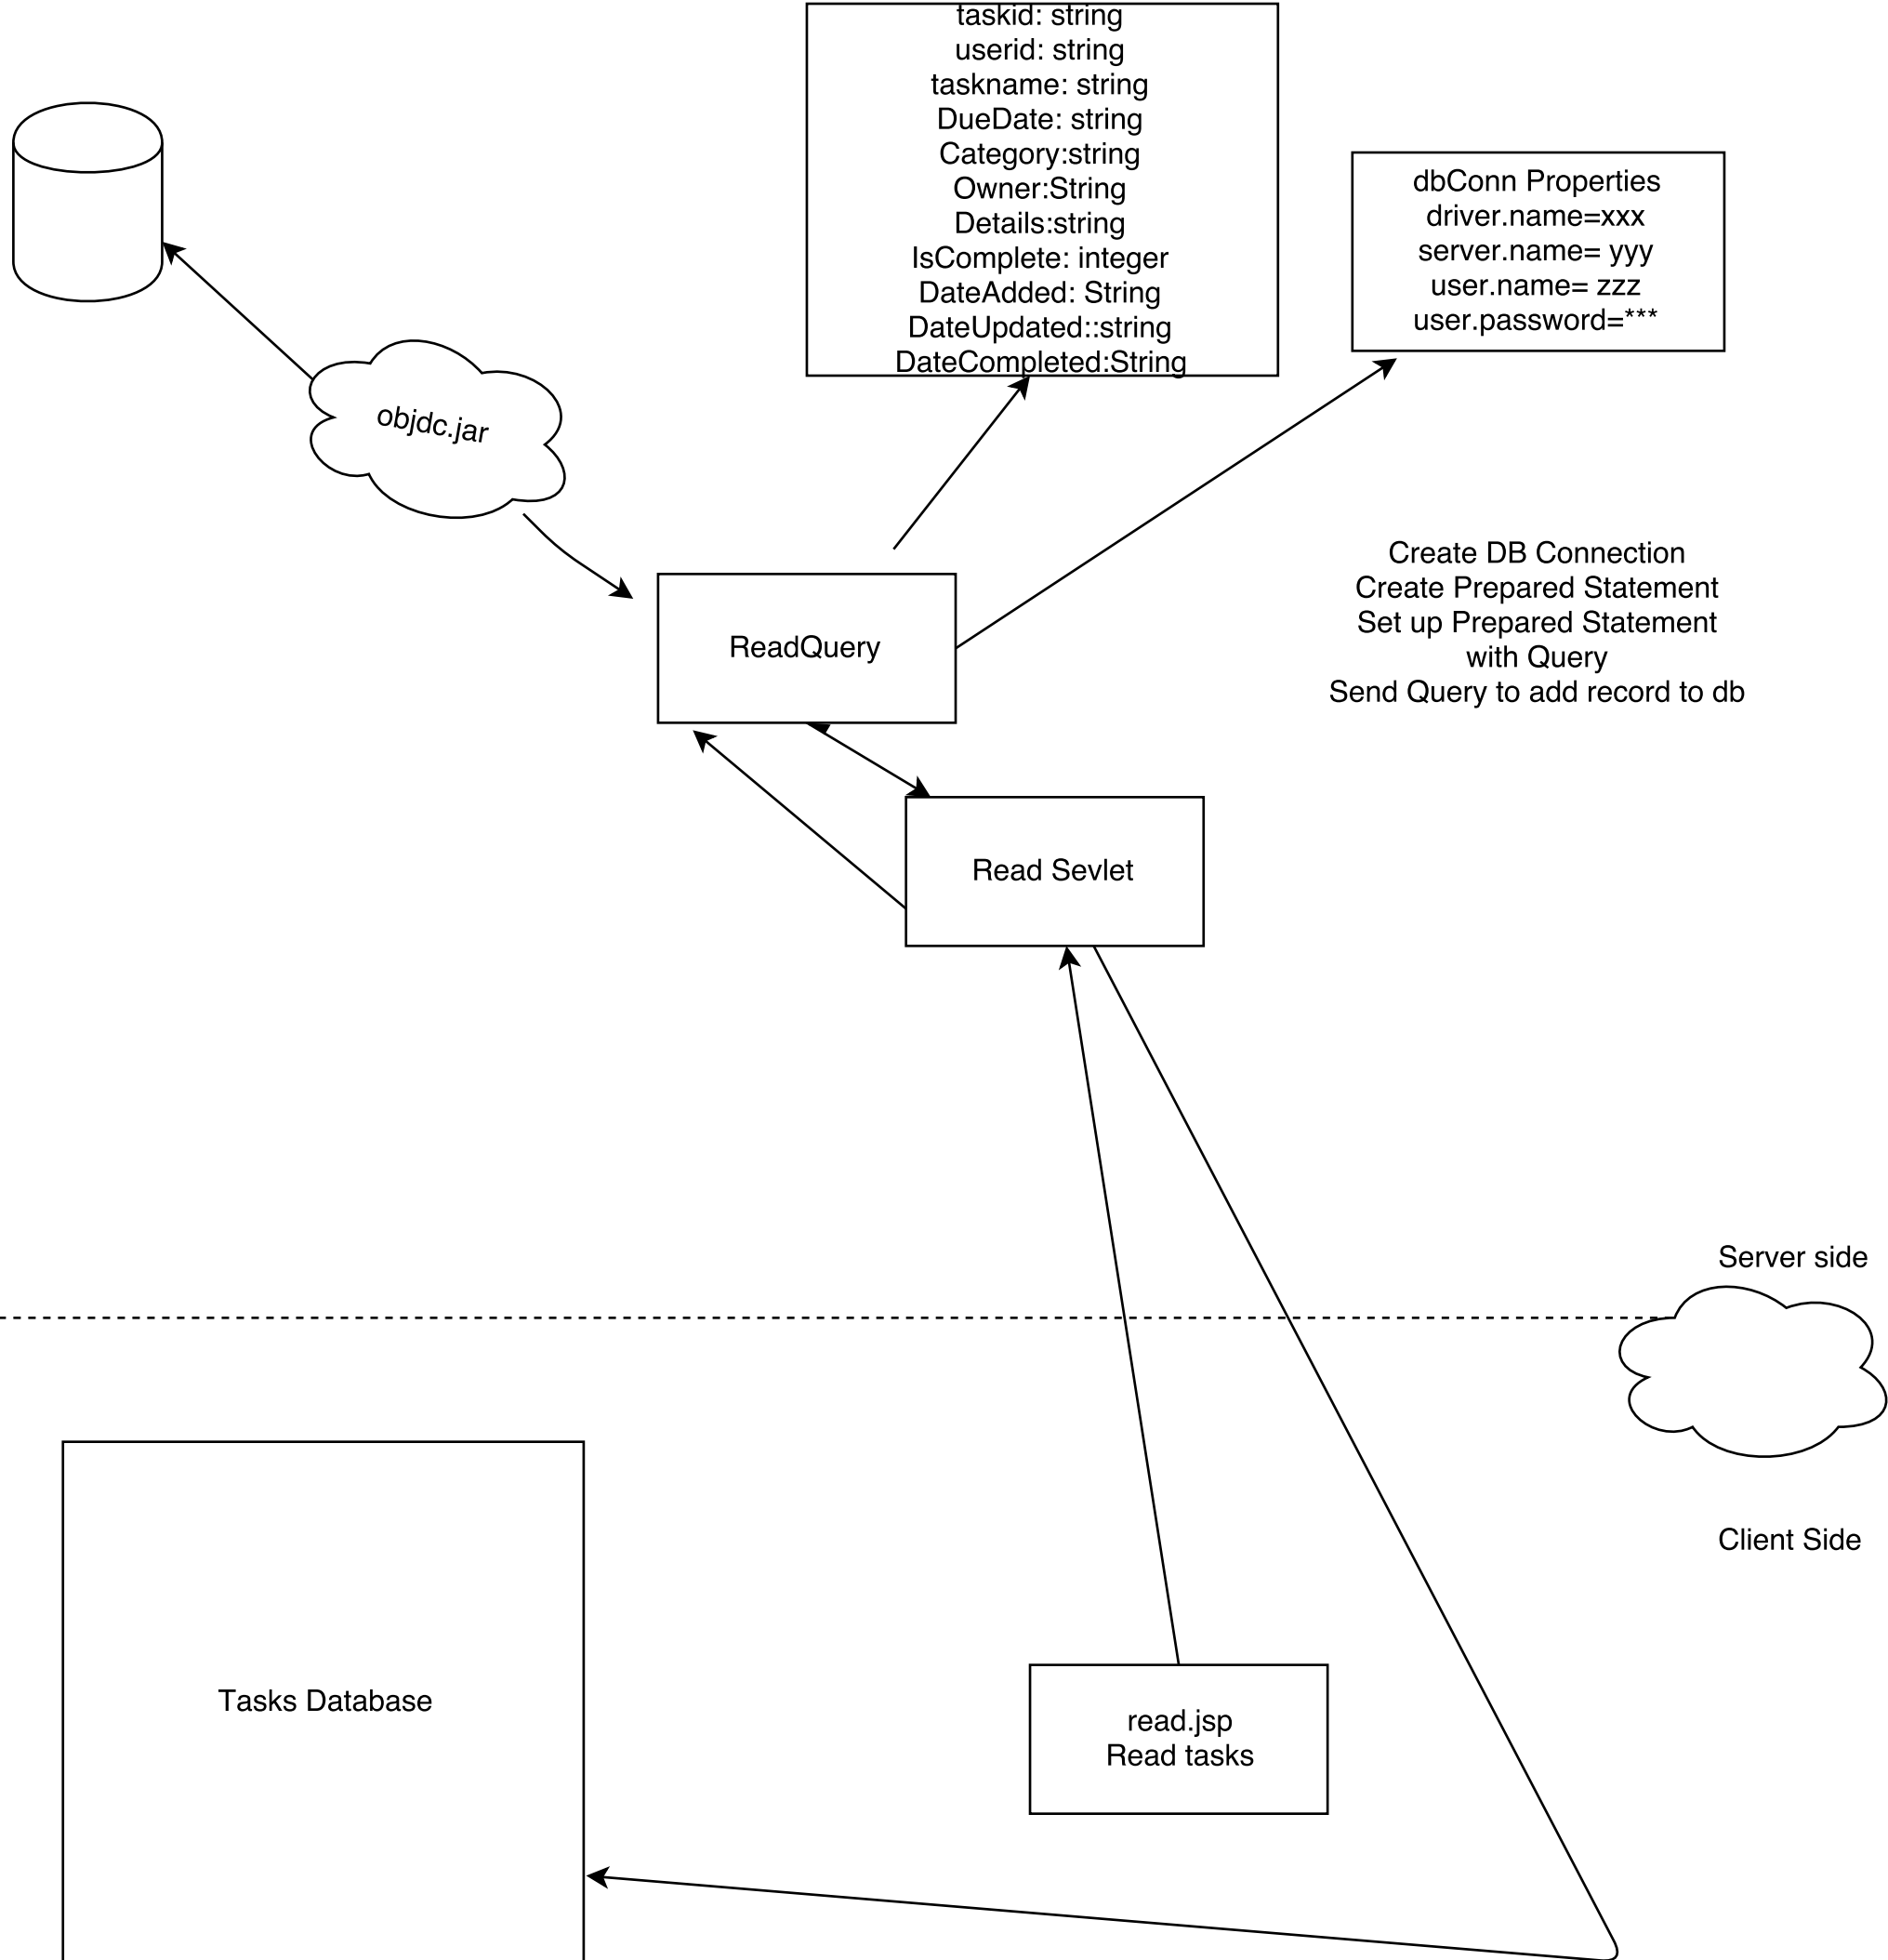 taskid: string
userid: string
taskname: string
DueDate: string
Category:string
Owner:String
Details:string
IsComplete: integer
DateAdded: String
DateUpdated::string
DateCompleted:String
dbConn Properties
driver.name=xxx
server.name= yyy
user.name= zzz
user.password=***
objdc.jar
Create DB Connection
Create Prepared Statement
Set up Prepared Statement
with Query
Send Query to add record to db
ReadQuery
Read Sevlet
Server side
Client Side
Tasks Database
read.jsp
Read tasks